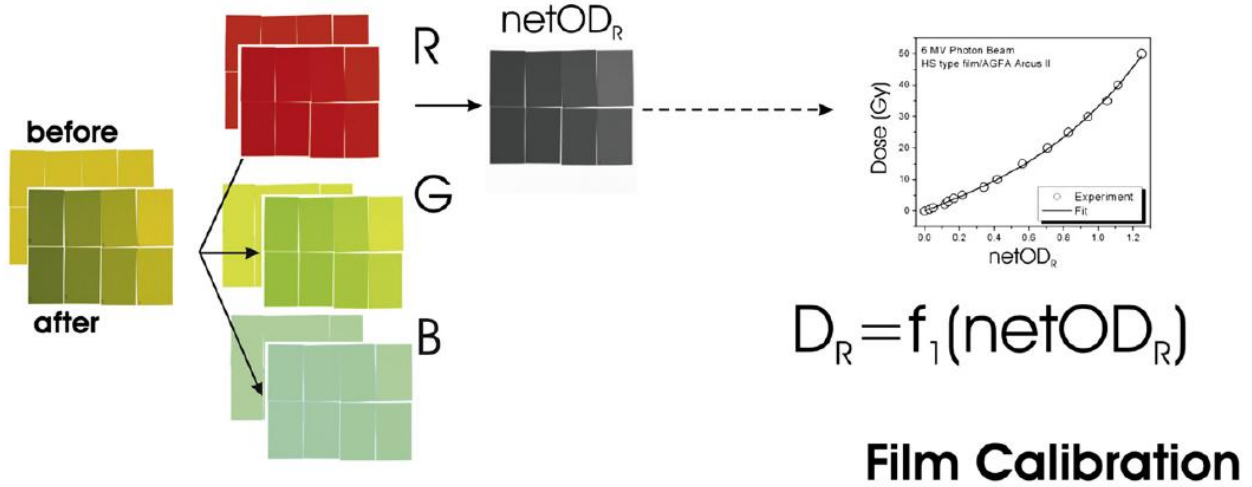 before
after
R
G
B
netOD_R
6 MV Photon Beam
HS type film/AGFA Arcus II
Dose (Gy)
50
40
30
20
10
0
Experiment
Fit
0.0 0.2 0.4 0.6 0.8 1.0 1.2
netOD_R
D_R=f_1(netOD_R)
Film Calibration